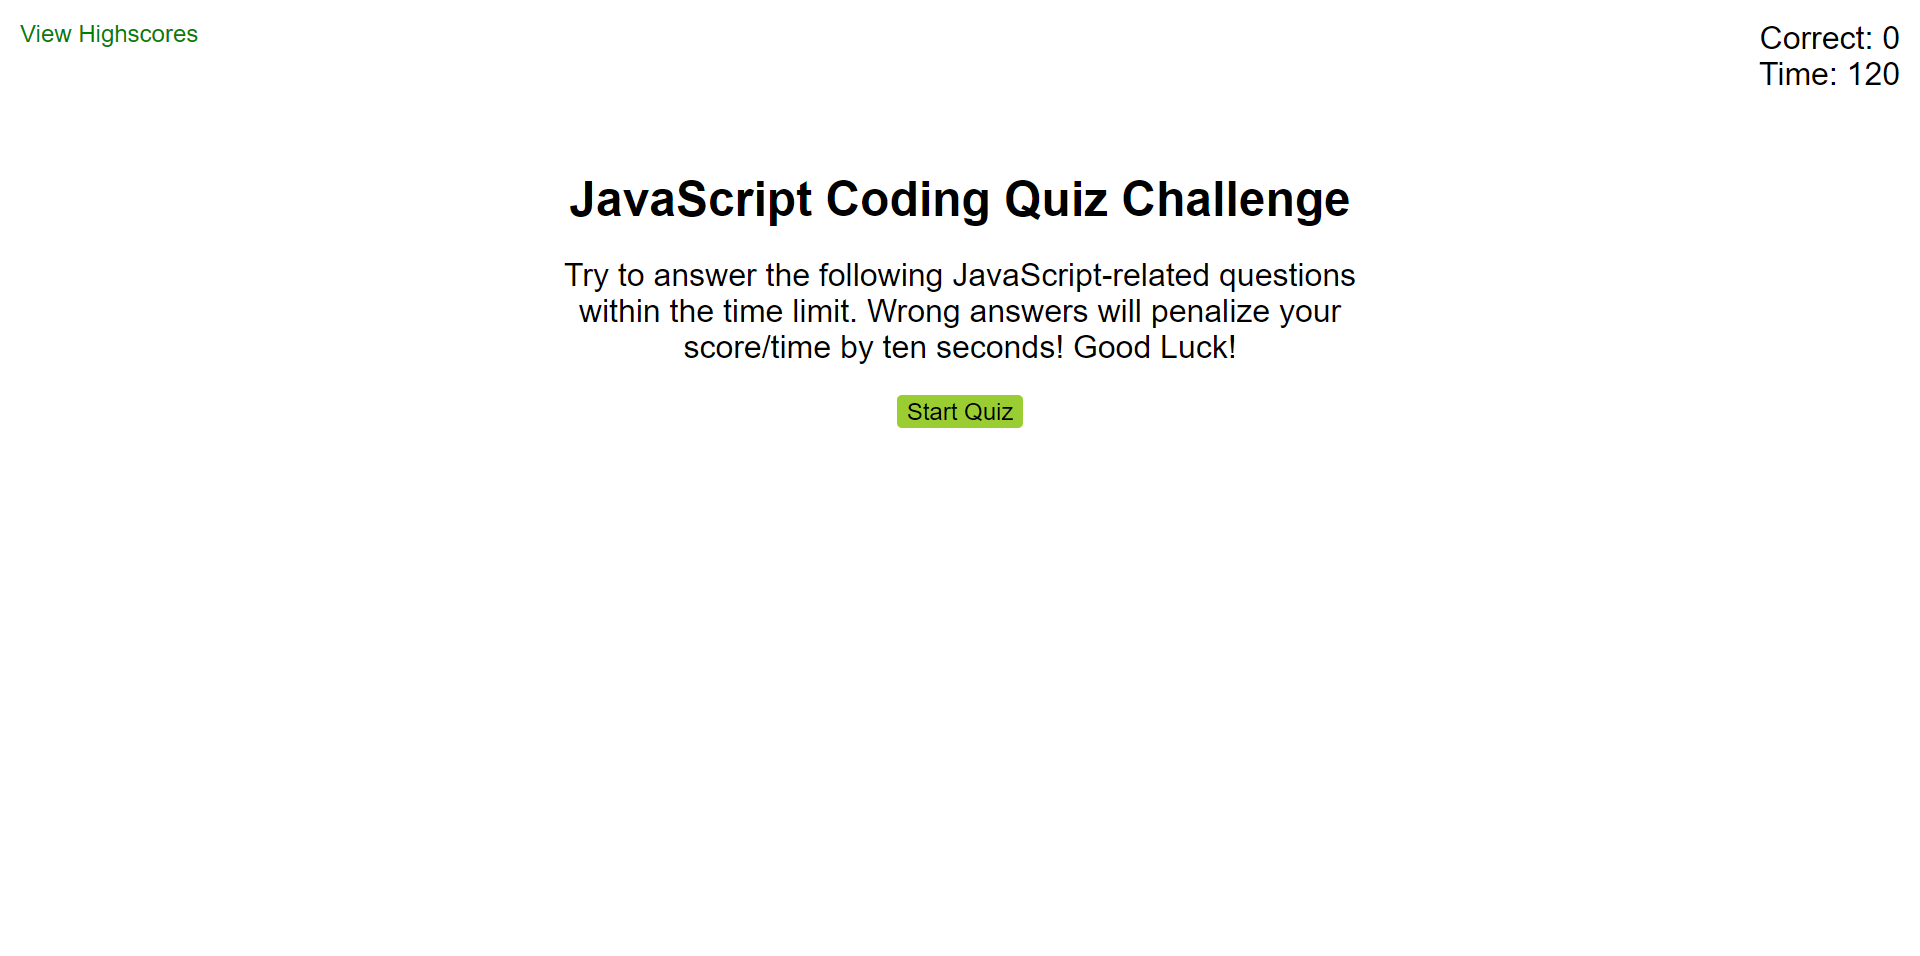 View Highscores
Correct: 0
Time: 120
JavaScript Coding Quiz Challenge
Try to answer the following JavaScript-related questions
within the time limit. Wrong answers will penalize your
score/time by ten seconds! Good Luck!
Start Quiz